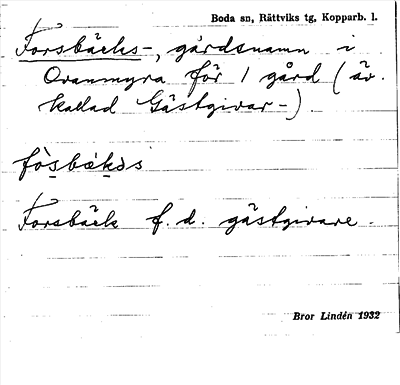 Boda sn, Rättviks tg, Kopparb. l.
Forsbäcks-, gårdsnamn i
Ovanmyra för 1 gård (äv.
kallad Gästgivar-).
fòsbækəs
Forsbäck f. d. gästgivare.
Bror Lindén 1932